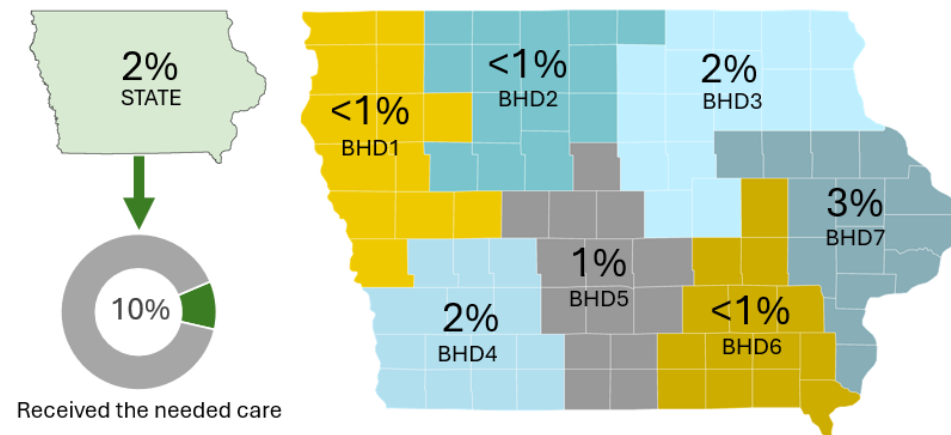 2%
STATE
10%
Received the needed care
<1%
BHD1
<1%
BHD2
2%
BHD3
2%
BHD4
1%
BHD5
<1%
BHD6
3%
BHD7